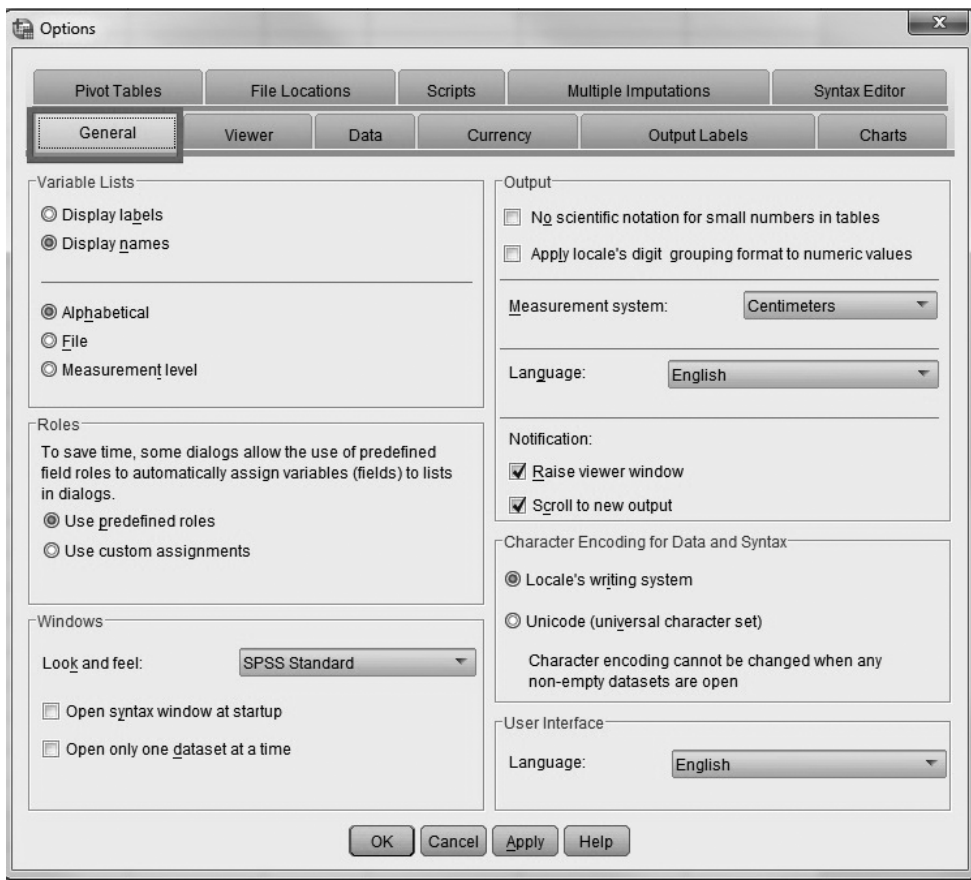 Options
Pivot Tables
File Locations
Scripts
Multiple Imputations
Syntax Editor
General
Viewer
Data
Currency
Output Labels
Charts
Variable Lists
Display labels
Display names
Alphabetical
File
Measurement level
Roles
To save time, some dialogs allow the use of predefined
field roles to automatically assign variables (fields) to lists
in dialogs.
Use predefined roles
Use custom assignments
Windows
Look and feel:
SPSS Standard
Open syntax window at startup
Open only one dataset at a time
Output
No scientific notation for small numbers in tables
Apply locale's digit grouping format to numeric values
Measurement system:
Centimeters
Language:
English
Notification:
Raise viewer window
Scroll to new output
Character Encoding for Data and Syntax
Locale's writing system
Unicode (universal character set)
Character encoding cannot be changed when any
non-empty datasets are open
User Interface
Language:
English
OK
Cancel
Apply
Help